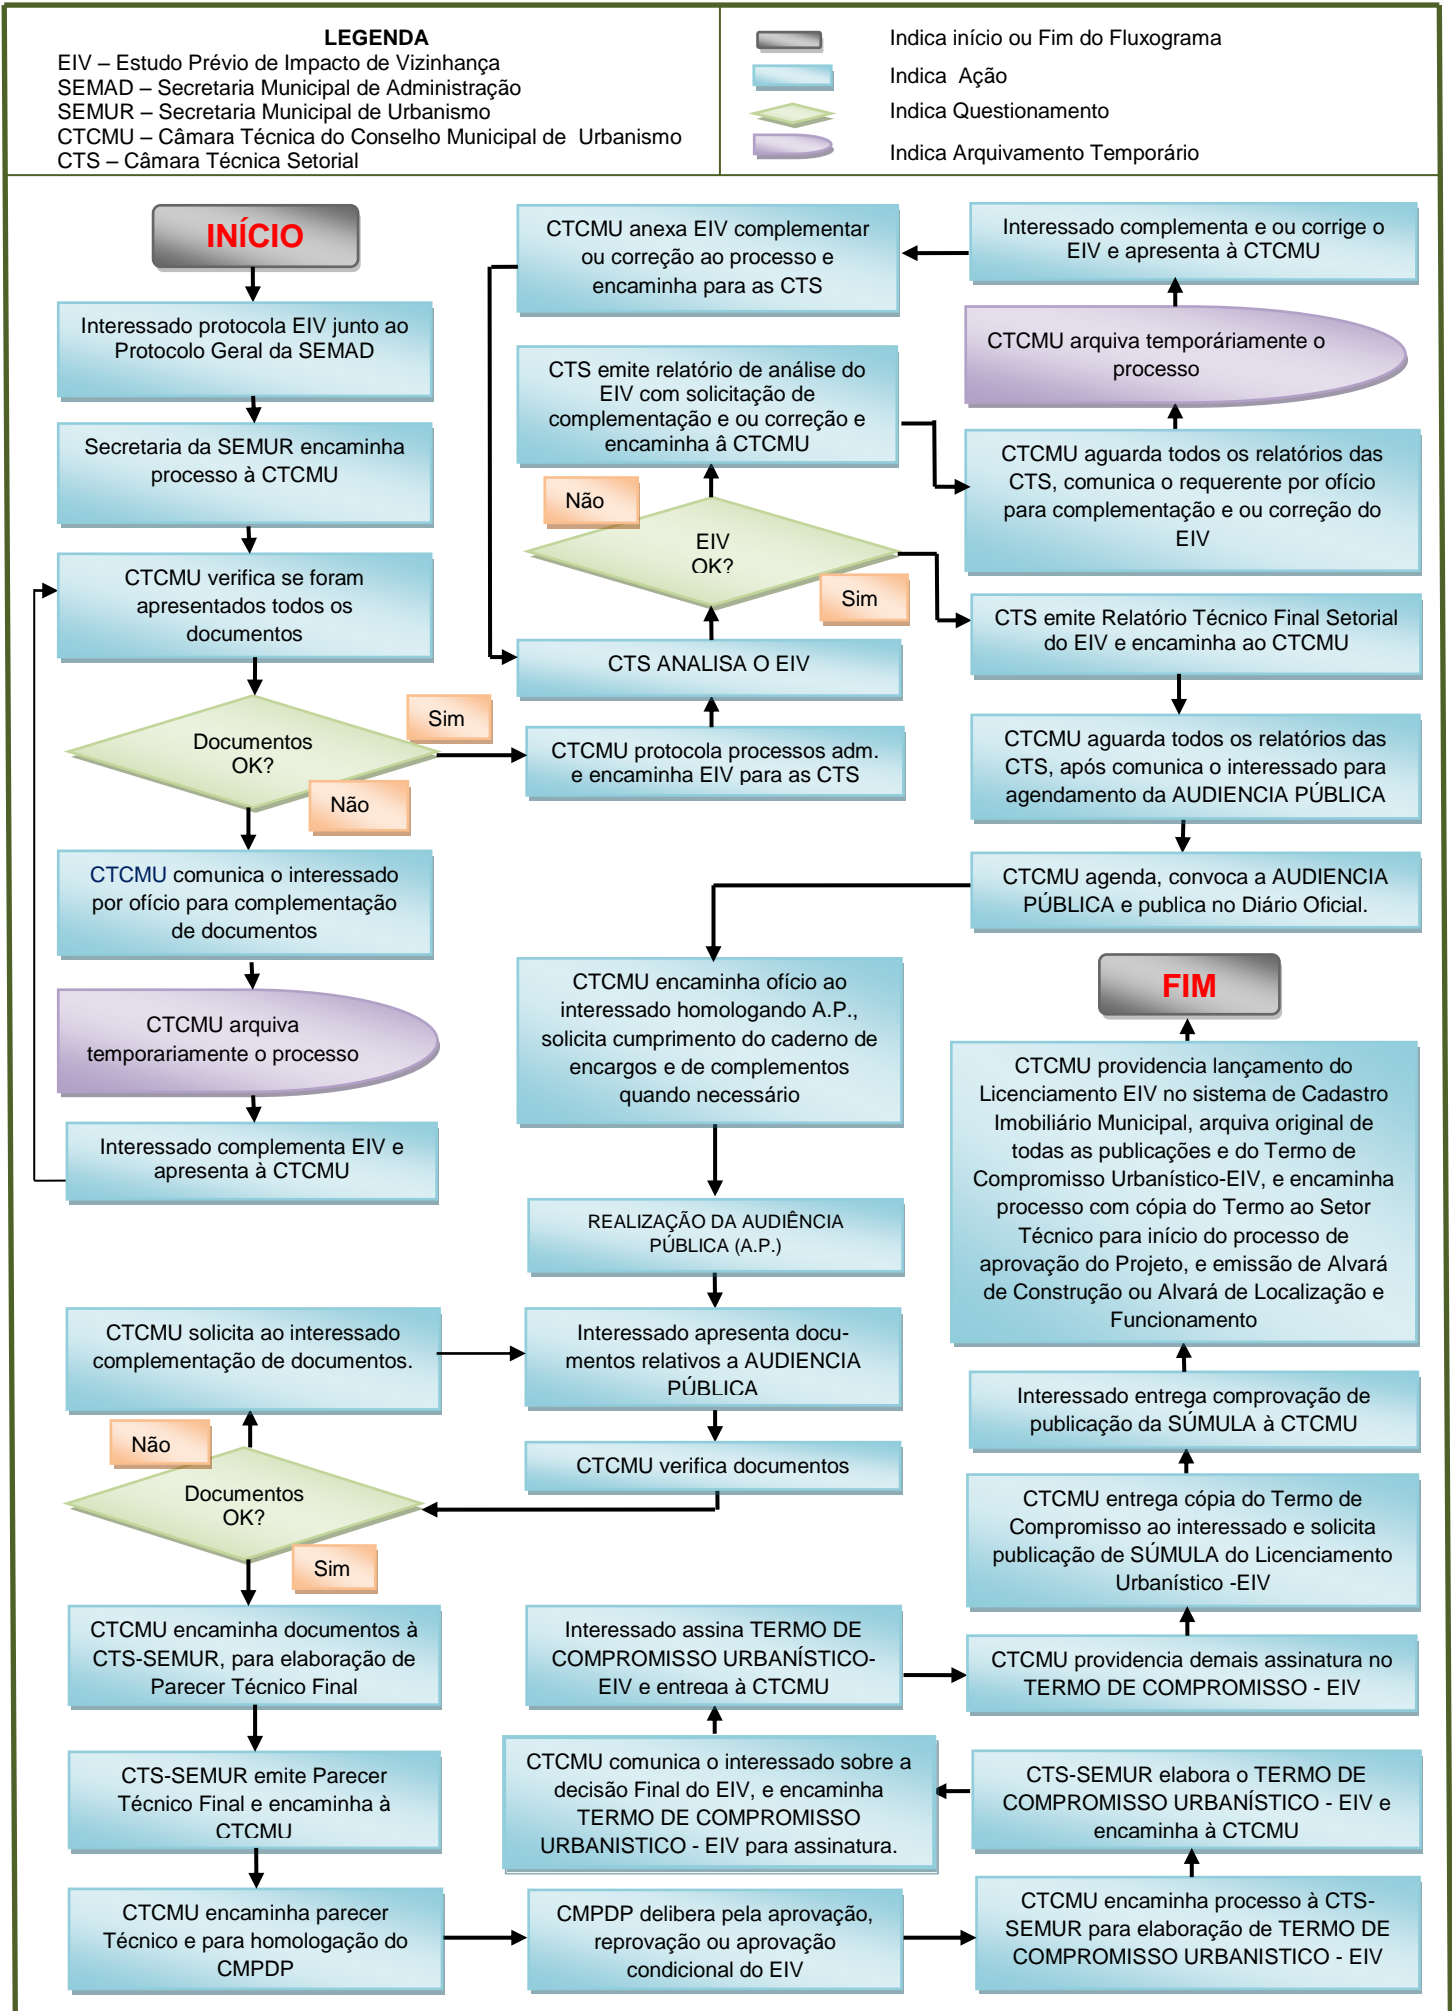 LEGENDA
EIV – Estudo Prévio de Impacto de Vizinhança
SEMAD – Secretaria Municipal de Administração
SEMUR – Secretaria Municipal de Urbanismo
CTCMU – Câmara Técnica do Conselho Municipal de Urbanismo
CTS – Câmara Técnica Setorial
Indica início ou Fim do Fluxograma
Indica Ação
Indica Questionamento
Indica Arquivamento Temporário
INÍCIO
Interessado protocola EIV junto ao
Protocolo Geral da SEMAD
Secretaria da SEMUR encaminha
processo à CTCMU
CTCMU verifica se foram
apresentados todos os
documentos
Documentos
OK?
Sim
Não
CTCMU comunica o interessado
por ofício para complementação
de documentos
CTCMU arquiva
temporariamente o processo
Interessado complementa EIV e
apresenta à CTCMU
CTCMU protocola processos adm.
e encaminha EIV para as CTS
CTS ANALISA O EIV
EIV
OK?
Não
Sim
CTS emite relatório de análise do
EIV com solicitação de
complementação e ou correção e
encaminha â CTCMU
CTCMU aguarda todos os relatórios das
CTS, comunica o requerente por ofício
para complementação e ou correção do
EIV
CTCMU arquiva temporáriamente o
processo
Interessado complementa e ou corrige o
EIV e apresenta à CTCMU
CTCMU anexa EIV complementar
ou correção ao processo e
encaminha para as CTS
CTS emite Relatório Técnico Final Setorial
do EIV e encaminha ao CTCMU
CTCMU aguarda todos os relatórios das
CTS, após comunica o interessado para
agendamento da AUDIENCIA PÚBLICA
CTCMU agenda, convoca a AUDIENCIA
PÚBLICA e publica no Diário Oficial.
CTCMU encaminha ofício ao
interessado homologando A.P.,
solicita cumprimento do caderno de
encargos e de complementos
quando necessário
REALIZAÇÃO DA AUDIÊNCIA
PÚBLICA (A.P.)
Interessado apresenta docu-
mentos relativos a AUDIENCIA
PÚBLICA
CTCMU verifica documentos
Documentos
OK?
Não
Sim
CTCMU solicita ao interessado
complementação de documentos.
CTCMU encaminha documentos à
CTS-SEMUR, para elaboração de
Parecer Técnico Final
CTS-SEMUR emite Parecer
Técnico Final e encaminha à
CTCMU
CTCMU encaminha parecer
Técnico e para homologação do
CMPDP
CMPDP delibera pela aprovação,
reprovação ou aprovação
condicional do EIV
CTCMU encaminha processo à CTS-
SEMUR para elaboração de TERMO DE
COMPROMISSO URBANISTICO - EIV
CTS-SEMUR elabora o TERMO DE
COMPROMISSO URBANÍSTICO - EIV e
encaminha à CTCMU
CTCMU comunica o interessado sobre a
decisão Final do EIV, e encaminha
TERMO DE COMPROMISSO
URBANISTICO - EIV para assinatura.
Interessado assina TERMO DE
COMPROMISSO URBANÍSTICO-
EIV e entrega à CTCMU
CTCMU providencia demais assinatura no
TERMO DE COMPROMISSO - EIV
CTCMU entrega cópia do Termo de
Compromisso ao interessado e solicita
publicação de SÚMULA do Licenciamento
Urbanístico -EIV
Interessado entrega comprovação de
publicação da SÚMULA à CTCMU
CTCMU providencia lançamento do
Licenciamento EIV no sistema de Cadastro
Imobiliário Municipal, arquiva original de
todas as publicações e do Termo de
Compromisso Urbanístico-EIV, e encaminha
processo com cópia do Termo ao Setor
Técnico para início do processo de
aprovação do Projeto, e emissão de Alvará
de Construção ou Alvará de Localização e
Funcionamento
FIM